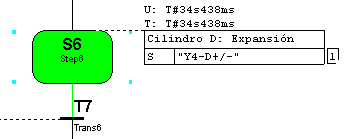 U: T#34s438ms
T: T#34s438ms
S6
Step6
Cilindro D: Expansión
S "Y4-D+/-" 1
T7
Trans6